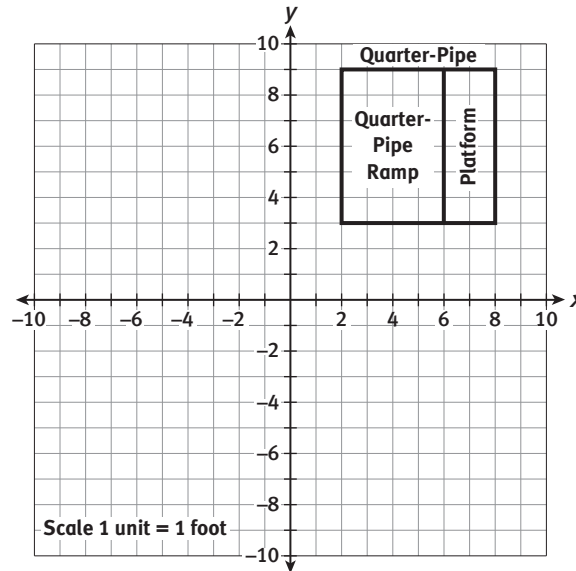 y
10
Quarter-Pipe
8
Quarter-
Pipe
Ramp
Platform
6
4
2
x
–10 –8 –6 –4 –2 2 4 6 8 10
–2
–4
–6
–8
Scale 1 unit = 1 foot
–10